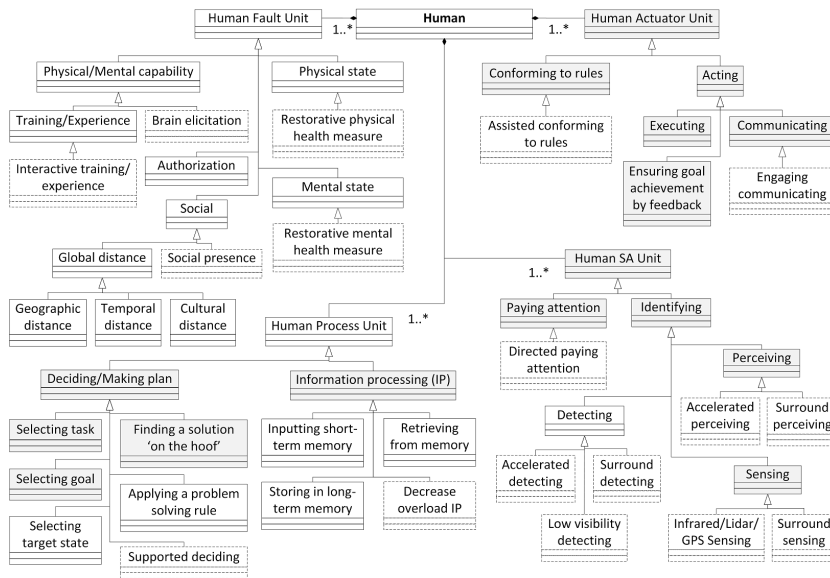 Human Fault Unit
1..*
Human
1..*
Human Actuator Unit
Physical/Mental capability
Physical state
Conforming to rules
Acting
Training/Experience
Brain elicitation
Restorative physical
health measure
Assisted conforming
to rules
Executing
Communicating
Interactive training/
experience
Authorization
Mental state
Ensuring goal
achievement
by feedback
Engaging
communicating
Social
Restorative mental
health measure
Global distance
Social presence
1..*
Human SA Unit
Geographic
distance
Temporal
distance
Cultural
distance
Human Process Unit
1..*
Paying attention
Identifying
Directed paying
attention
Perceiving
Deciding/Making plan
Information processing (IP)
Accelerated
perceiving
Surround
perceiving
Selecting task
Finding a solution
‘on the hoof’
Inputting short-
term memory
Retrieving
from memory
Detecting
Selecting goal
Applying a problem
solving rule
Storing in long-
term memory
Decrease
overload IP
Accelerated
detecting
Surround
detecting
Sensing
Selecting
target state
Supported deciding
Low visibility
detecting
Infrared/Lidar/
GPS Sensing
Surround
sensing